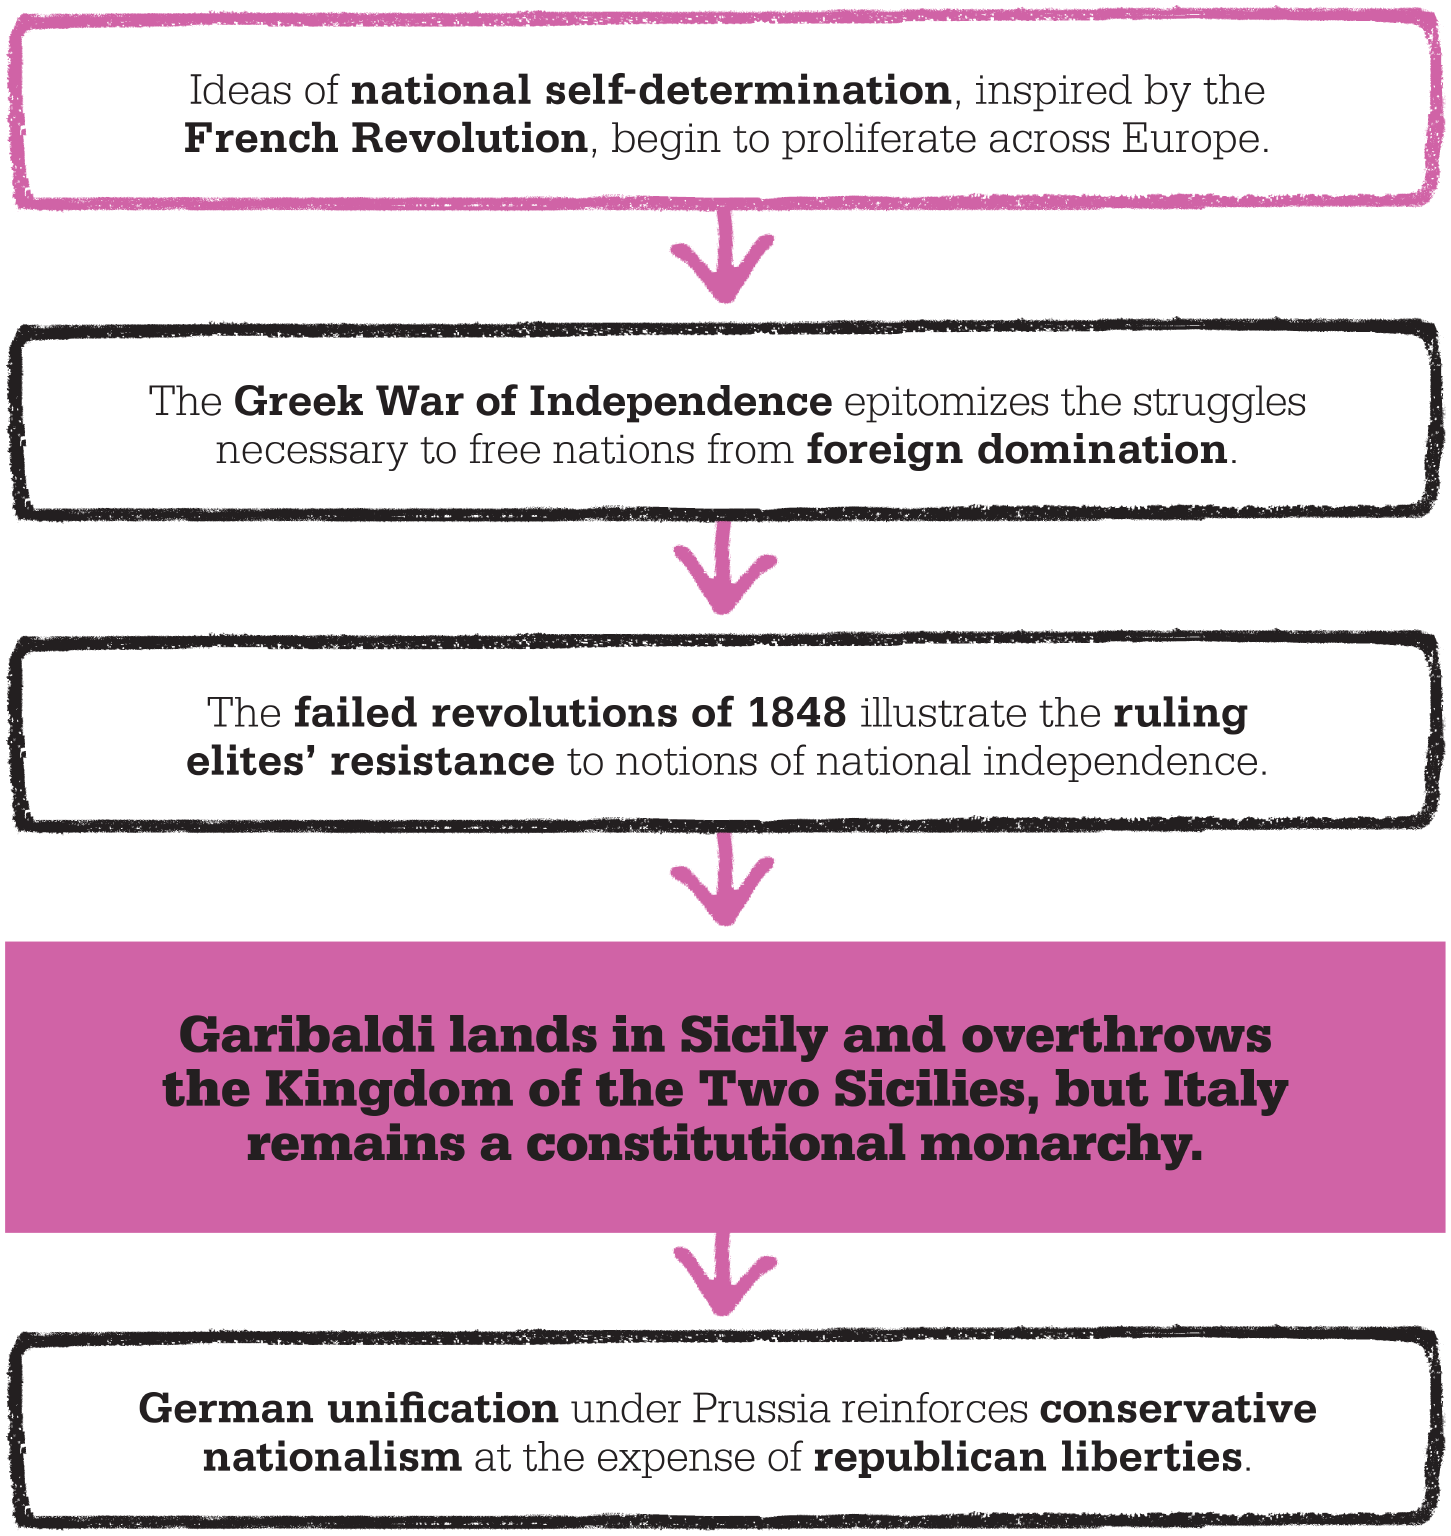 Ideas of national self-determination, inspired by the
French Revolution, begin to proliferate across Europe.
The Greek War of Independence epitomizes the struggles
necessary to free nations from foreign domination.
The failed revolutions of 1848 illustrate the ruling
elites’ resistance to notions of national independence.
Garibaldi lands in Sicily and overthrows
the Kingdom of the Two Sicilies, but Italy
remains a constitutional monarchy.
German unification under Prussia reinforces conservative
nationalism at the expense of republican liberties.